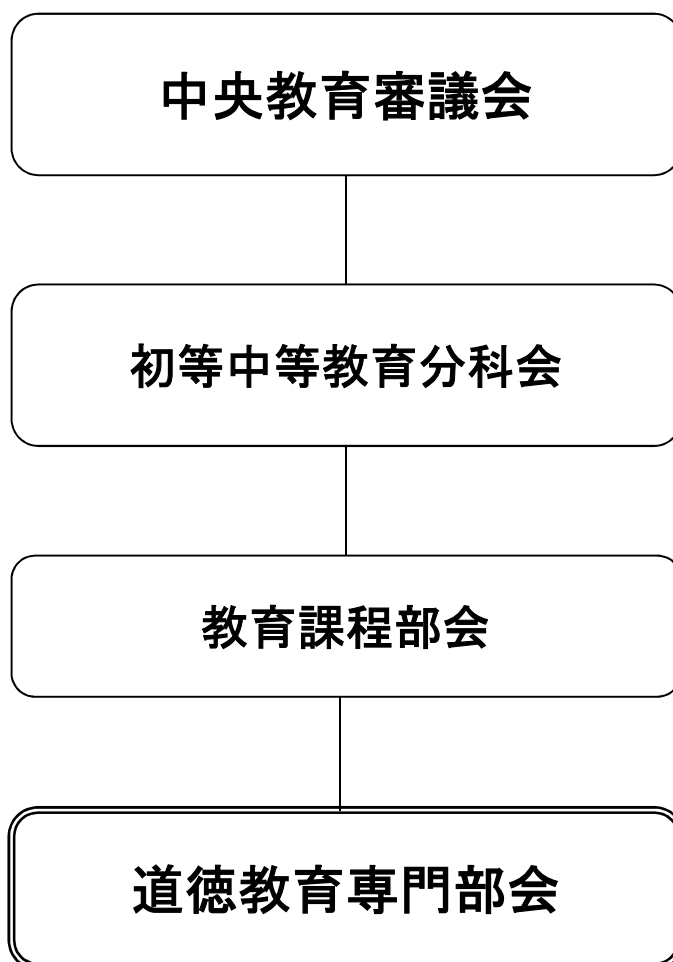 中央教育審議会
初等中等教育分科会
教育課程部会
道徳教育専門部会